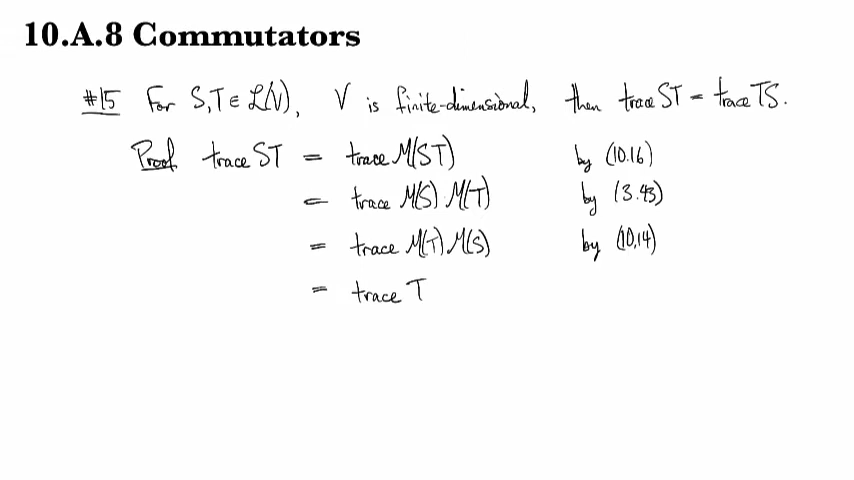 10.A.8 Commutators
#15 For S,T ∈ ℒ(V), V is finite-dimensional, then trace ST = trace TS.
Proof trace ST = trace M(ST) by (10.16)
= trace M(S) M(T) by (3.43)
= trace M(T) M(S) by (10.14)
= trace T